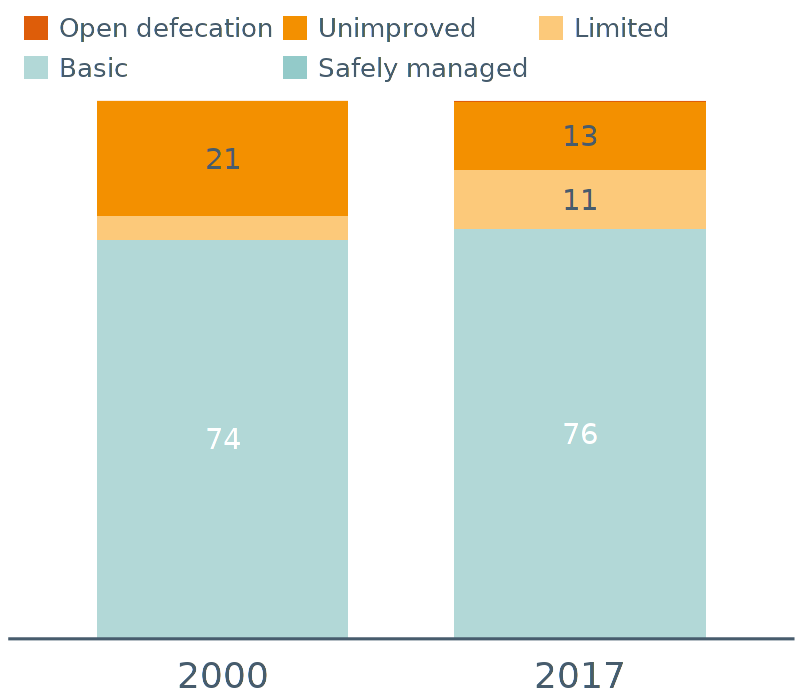 Open defecation Unimproved Limited
Basic Safely managed
21 13
11
74 76
2000 2017